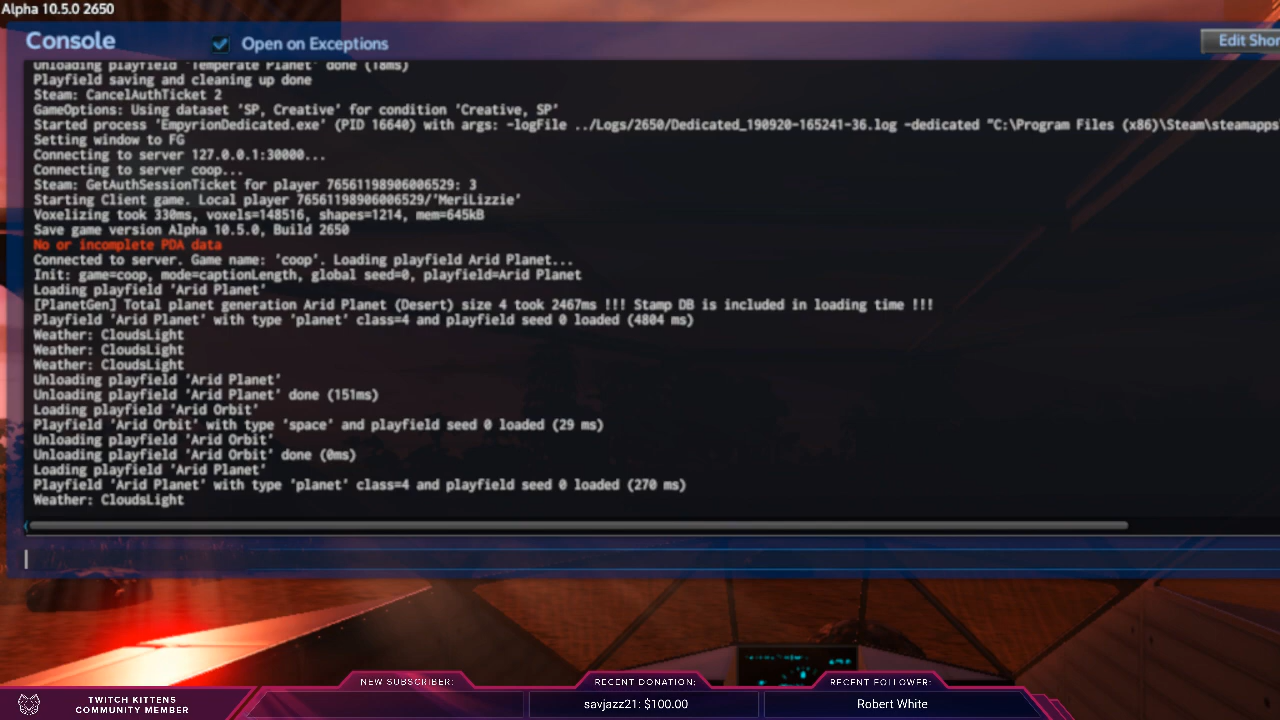 Alpha 10.5.0 2650
Console
Open on Exceptions
Edit Shor
Unloading playfield 'Temperate Planet' done (18ms)
Playfield saving and cleaning up done
Steam: CancelAuthTicket 2
GameOptions: Using dataset 'SP, Creative' for condition 'Creative, SP'
Started process 'EmpyrionDedicated.exe' (PID 16640) with args: -logFile ../Logs/2650/Dedicated_190920-165241-36.log -dedicated "C:\Program Files (x86)\Steam\steamapps
Setting window to FG
Connecting to server 127.0.0.1:30000...
Connecting to server coop...
Steam: GetAuthSessionTicket for player 76561198906006529: 3
Starting Client game. Local player 76561198906006529/'MeriLizzie'
Voxelizing took 330ms, voxels=148516, shapes=1214, mem=645kB
Save game version Alpha 10.5.0, Build 2650
No or incomplete PDA data
Connected to server. Game name: 'coop'. Loading playfield Arid Planet...
Init: game=coop, mode=captionLength, global seed=0, playfield=Arid Planet
Loading playfield 'Arid Planet'
[PlanetGen] Total planet generation Arid Planet (Desert) size 4 took 2467ms !!! Stamp DB is included in loading time !!!
Playfield 'Arid Planet' with type 'planet' class=4 and playfield seed 0 loaded (4804 ms)
Weather: CloudsLight
Weather: CloudsLight
Weather: CloudsLight
Unloading playfield 'Arid Planet'
Unloading playfield 'Arid Planet' done (151ms)
Loading playfield 'Arid Orbit'
Playfield 'Arid Orbit' with type 'space' and playfield seed 0 loaded (29 ms)
Unloading playfield 'Arid Orbit'
Unloading playfield 'Arid Orbit' done (0ms)
Loading playfield 'Arid Planet'
Playfield 'Arid Planet' with type 'planet' class=4 and playfield seed 0 loaded (270 ms)
Weather: CloudsLight
NEW SUBSCRIBER:
RECENT DONATION:
RECENT FOLLOWER:
TWITCH KITTENS
COMMUNITY MEMBER
savjazz21: $100.00
Robert White